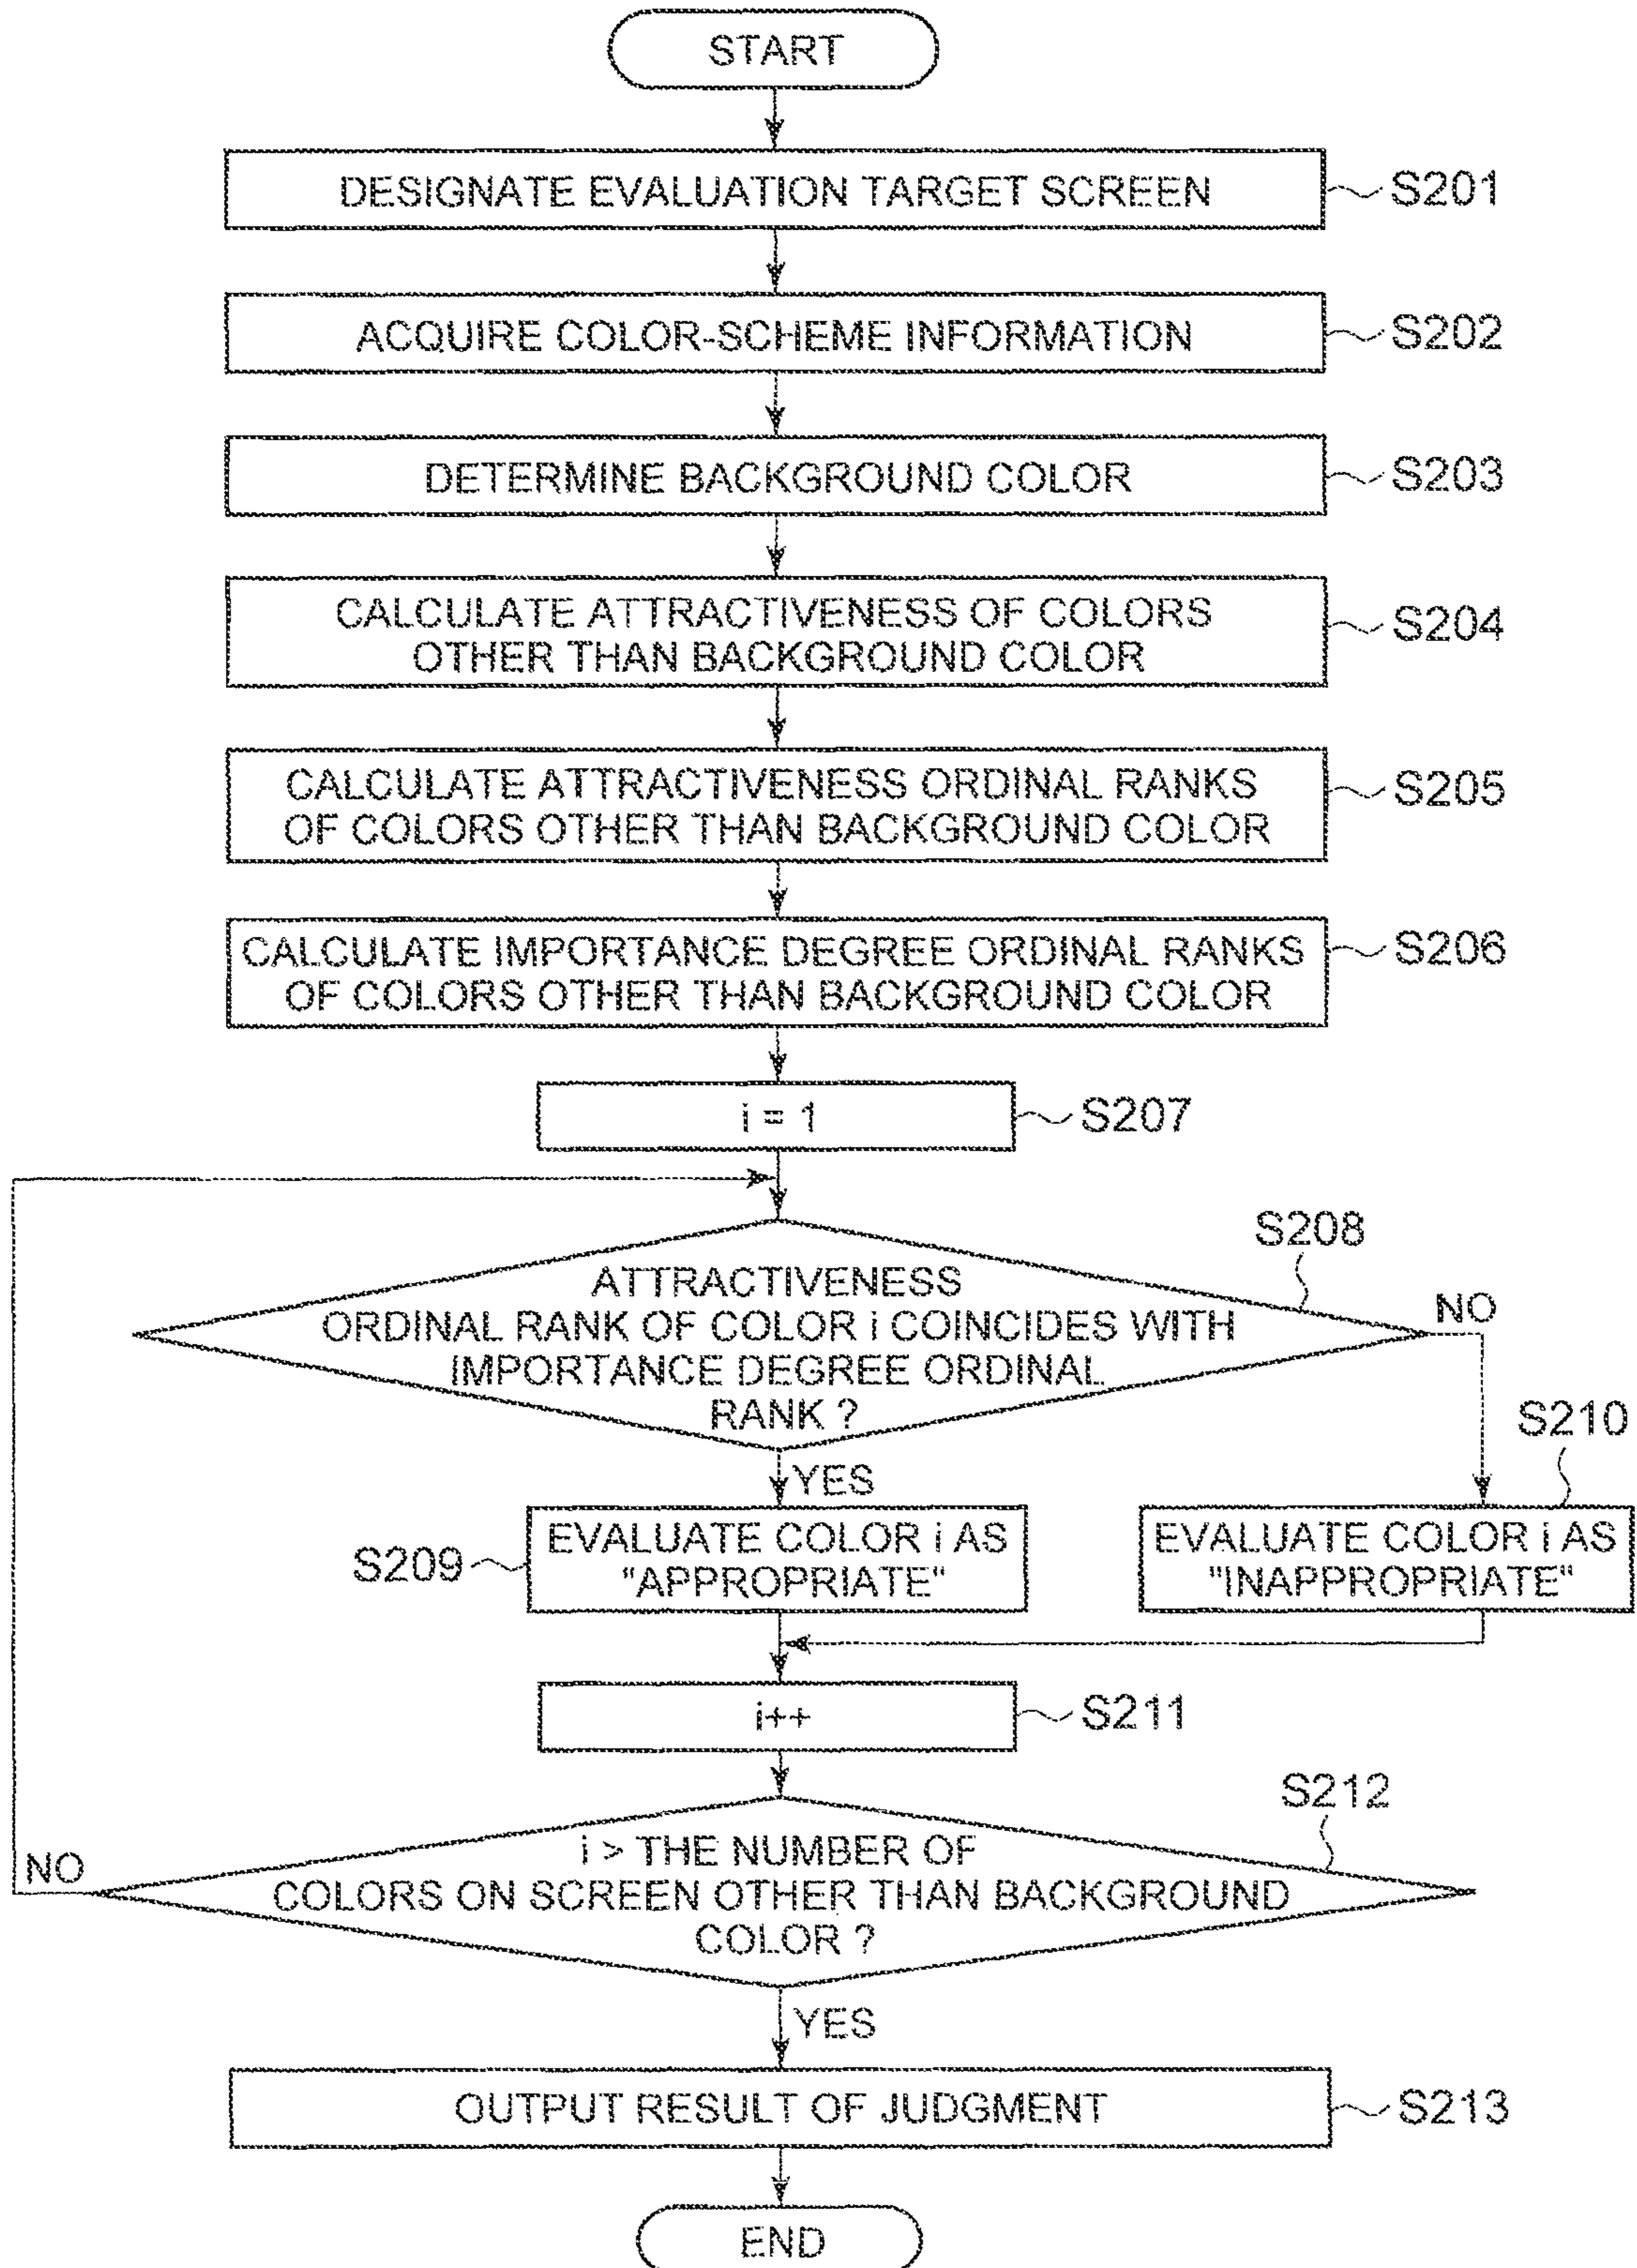 START
DESIGNATE EVALUATION TARGET SCREEN
S201
ACQUIRE COLOR-SCHEME INFORMATION
S202
DETERMINE BACKGROUND COLOR
S203
CALCULATE ATTRACTIVENESS OF COLORS
OTHER THAN BACKGROUND COLOR
S204
CALCULATE ATTRACTIVENESS ORDINAL RANKS
OF COLORS OTHER THAN BACKGROUND COLOR
S205
CALCULATE IMPORTANCE DEGREE ORDINAL RANKS
OF COLORS OTHER THAN BACKGROUND COLOR
S206
i = 1
S207
S208
ATTRACTIVENESS
ORDINAL RANK OF COLOR i COINCIDES WITH
IMPORTANCE DEGREE ORDINAL
RANK ?
NO
YES
S210
S209
EVALUATE COLOR i AS
"APPROPRIATE"
EVALUATE COLOR i AS
"INAPPROPRIATE"
i++
S211
S212
i > THE NUMBER OF
COLORS ON SCREEN OTHER THAN BACKGROUND
COLOR ?
NO
YES
OUTPUT RESULT OF JUDGMENT
S213
END